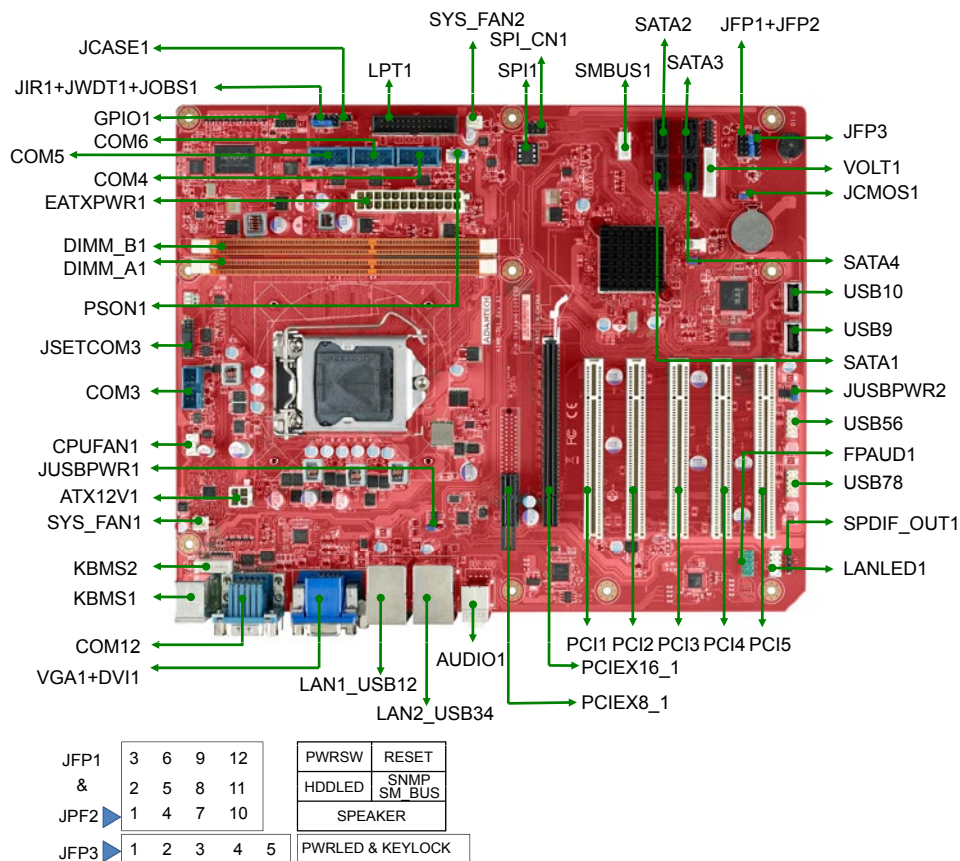 SYS_FAN2
SATA2
JFP1+JFP2
JCASE1
SPI_CN1
SATA3
JIR1+JWDT1+JOBS1
LPT1
SPI1
SMBUS1
GPIO1
JFP3
COM6
COM5
VOLT1
COM4
JCMOS1
EATXPWR1
DIMM_B1
DIMM_A1
SATA4
USB10
PSON1
USB9
JSETCOM3
SATA1
COM3
JUSBPWR2
USB56
CPUFAN1
FPAUD1
JUSBPWR1
USB78
ATX12V1
SYS_FAN1
SPDIF_OUT1
KBMS2
LANLED1
KBMS1
COM12
PCI1 PCI2 PCI3 PCI4 PCI5
AUDIO1
VGA1+DVI1
PCIEX16_1
LAN1_USB12
PCIEX8_1
LAN2_USB34
ADVANTECH
FC CE
JFP1 3 6 9 12 PWRSW RESET
& 2 5 8 11 HDDLED SNMP SM_BUS
JPF2 1 4 7 10 SPEAKER
JFP3 1 2 3 4 5 PWRLED & KEYLOCK